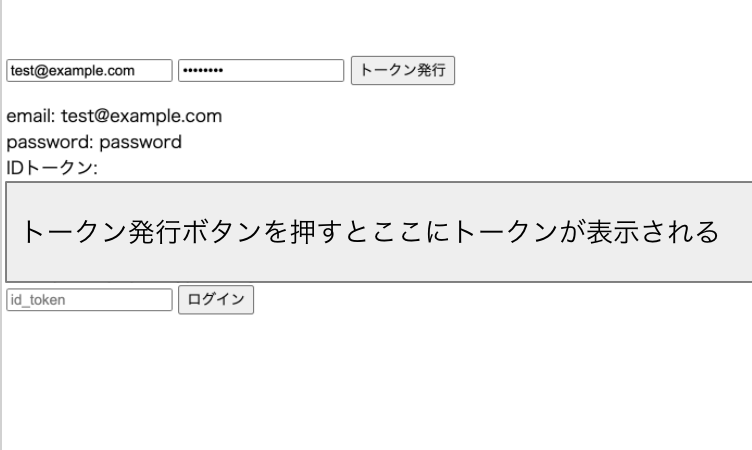 test@example.com •••••••• トークン発行
email: test@example.com
password: password
IDトークン:
トークン発行ボタンを押すとここにトークンが表示される
id_token ログイン